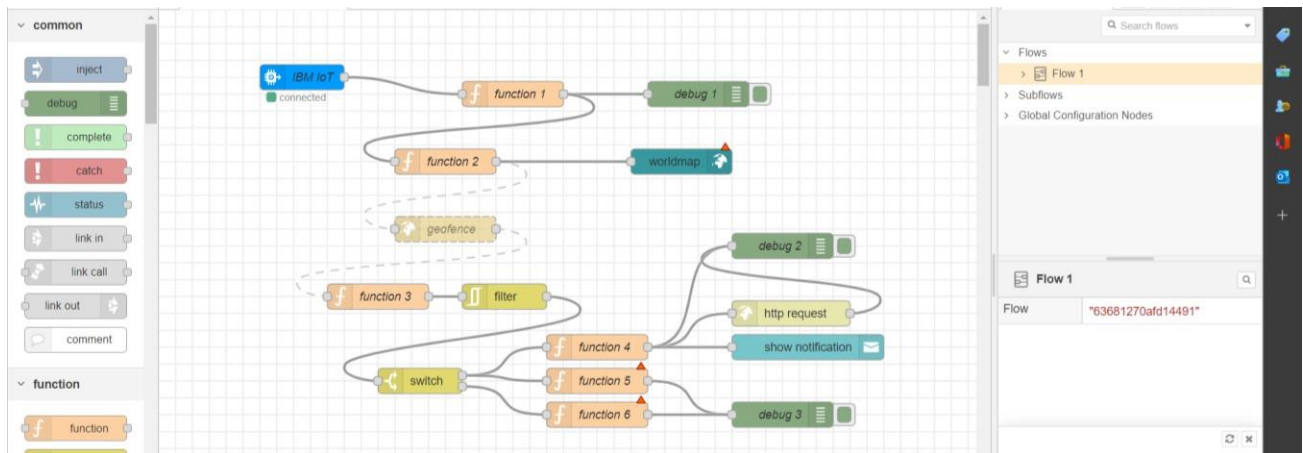 common
inject
debug
complete
catch
status
link in
link call
link out
comment
function
function
IBM IoT
connected
function 1
debug 1
function 2
worldmap
geofence
debug 2
function 3
filter
http request
function 4
show notification
switch
function 5
function 6
debug 3
Search flows
Flows
Flow 1
Subflows
Global Configuration Nodes
Flow 1
Flow "63681270afd14491"